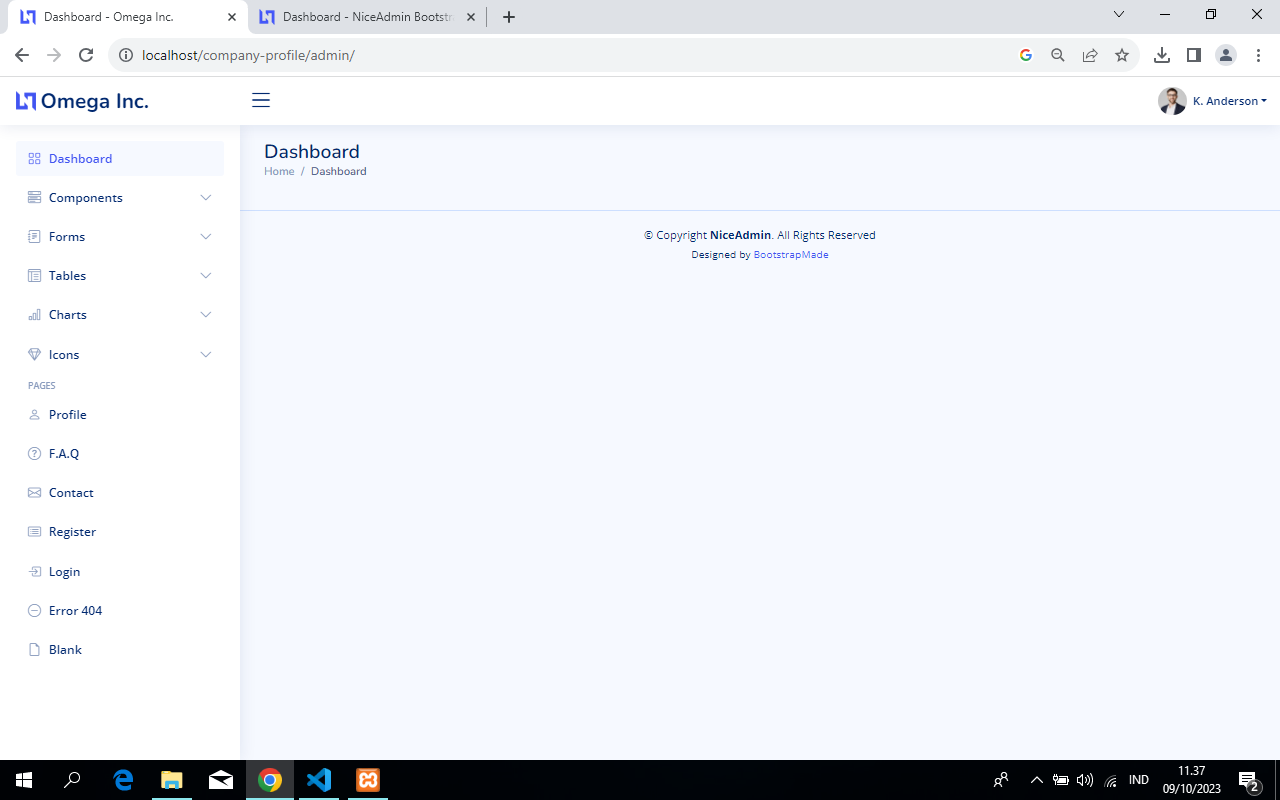 Dashboard - Omega Inc.
Dashboard - NiceAdmin Bootstr
localhost/company-profile/admin/
Omega Inc.
K. Anderson
Dashboard
Components
Forms
Tables
Charts
Icons
PAGES
Profile
F.A.Q
Contact
Register
Login
Error 404
Blank
Dashboard
Home / Dashboard
© Copyright NiceAdmin. All Rights Reserved
Designed by BootstrapMade
IND
11.37
09/10/2023
2